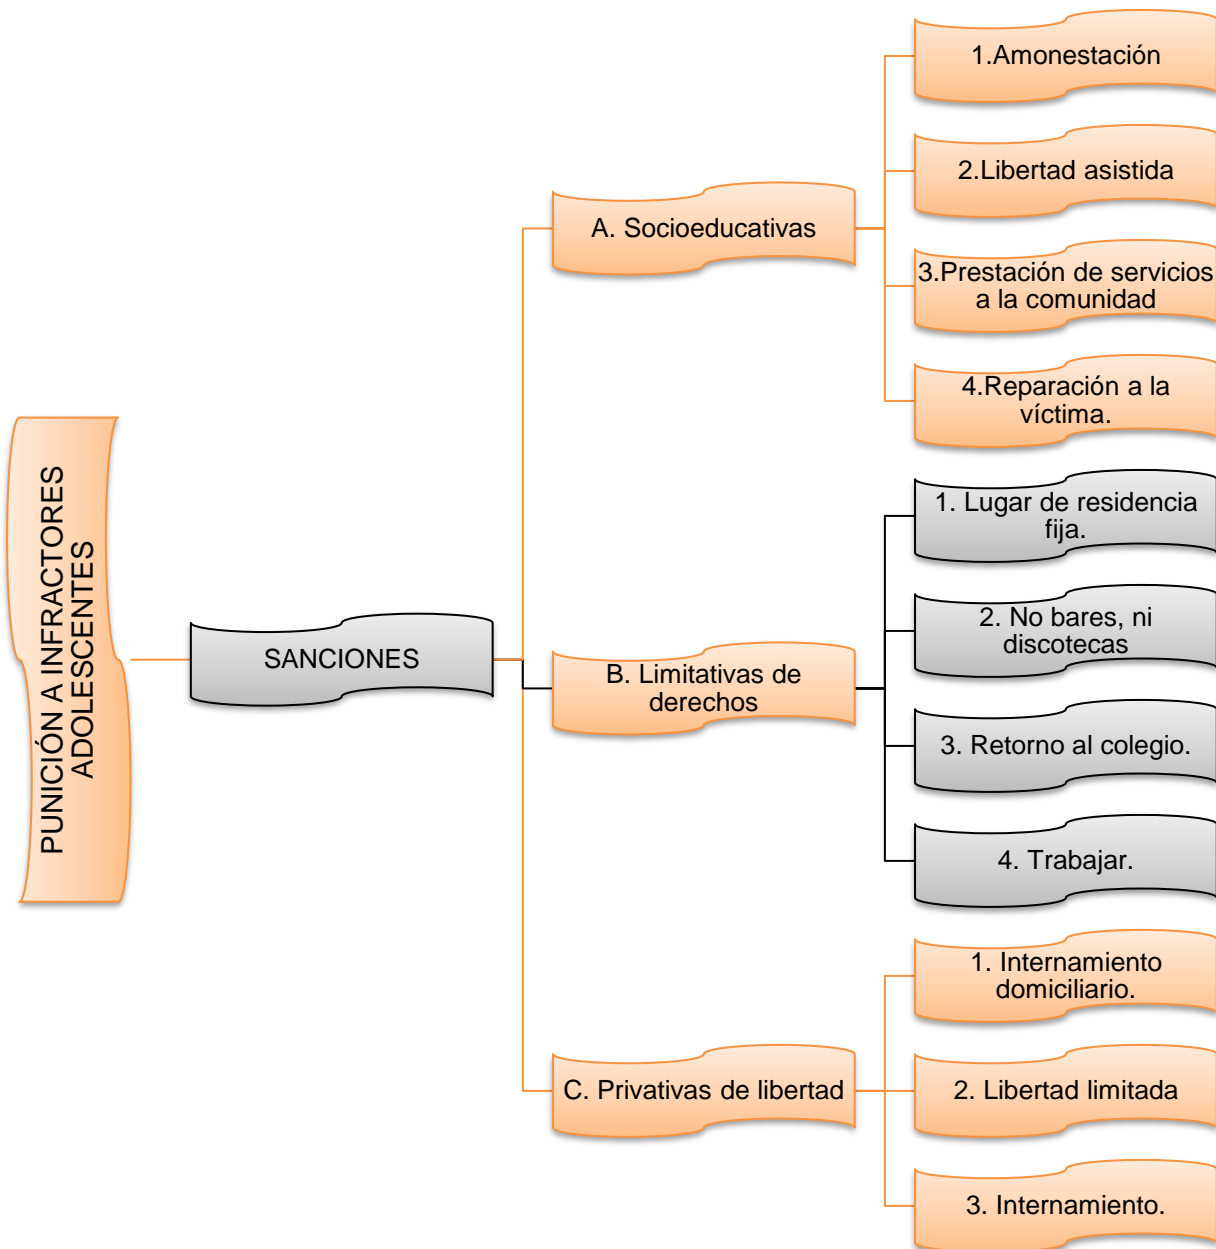 PUNICIÓN A INFRACTORES
ADOLESCENTES
SANCIONES
A. Socioeducativas
1.Amonestación
2.Libertad asistida
3.Prestación de servicios
a la comunidad
4.Reparación a la
víctima.
B. Limitativas de
derechos
1. Lugar de residencia
fija.
2. No bares, ni
discotecas
3. Retorno al colegio.
4. Trabajar.
C. Privativas de libertad
1. Internamiento
domiciliario.
2. Libertad limitada
3. Internamiento.